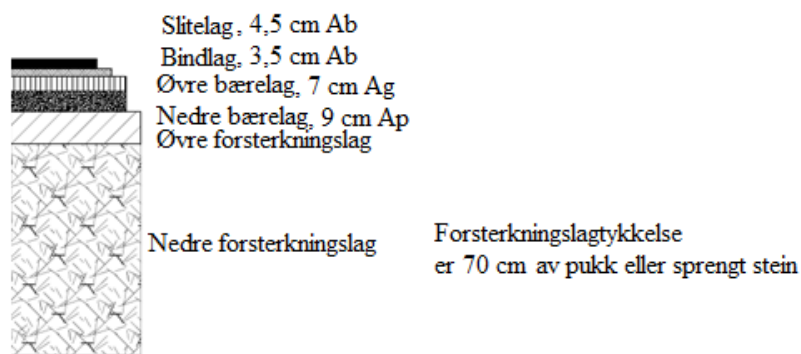 Slitelag, 4,5 cm Ab
Bindlag, 3,5 cm Ab
Øvre bærelag, 7 cm Ag
Nedre bærelag, 9 cm Ap
Øvre forsterkningslag
Nedre forsterkningslag
Forsterkningslagtykkelse
er 70 cm av pukk eller sprengt stein